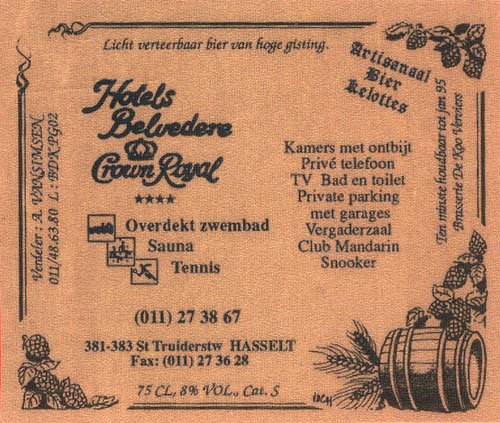 Licht verteerbaar bier van hoge gisting.
Artisanaal
Bier
Kelottes
Hotels
Belvedere
Crown Royal
Overdekt zwembad
Sauna
Tennis
Kamers met ontbijt
Privé telefoon
TV Bad en toilet
Private parking
met garages
Vergaderzaal
Club Mandarin
Snooker
(011) 27 38 67
381-383 St Truiderstw HASSELT
Fax: (011) 27 36 28
75 CL, 8% VOL., Cat. S
Verdeler : A. VANSIMSEN
011/48.63.80 L : BDKPG02
Ten minste houdbaar tot jan 95
Brasserie De Koo Verviers